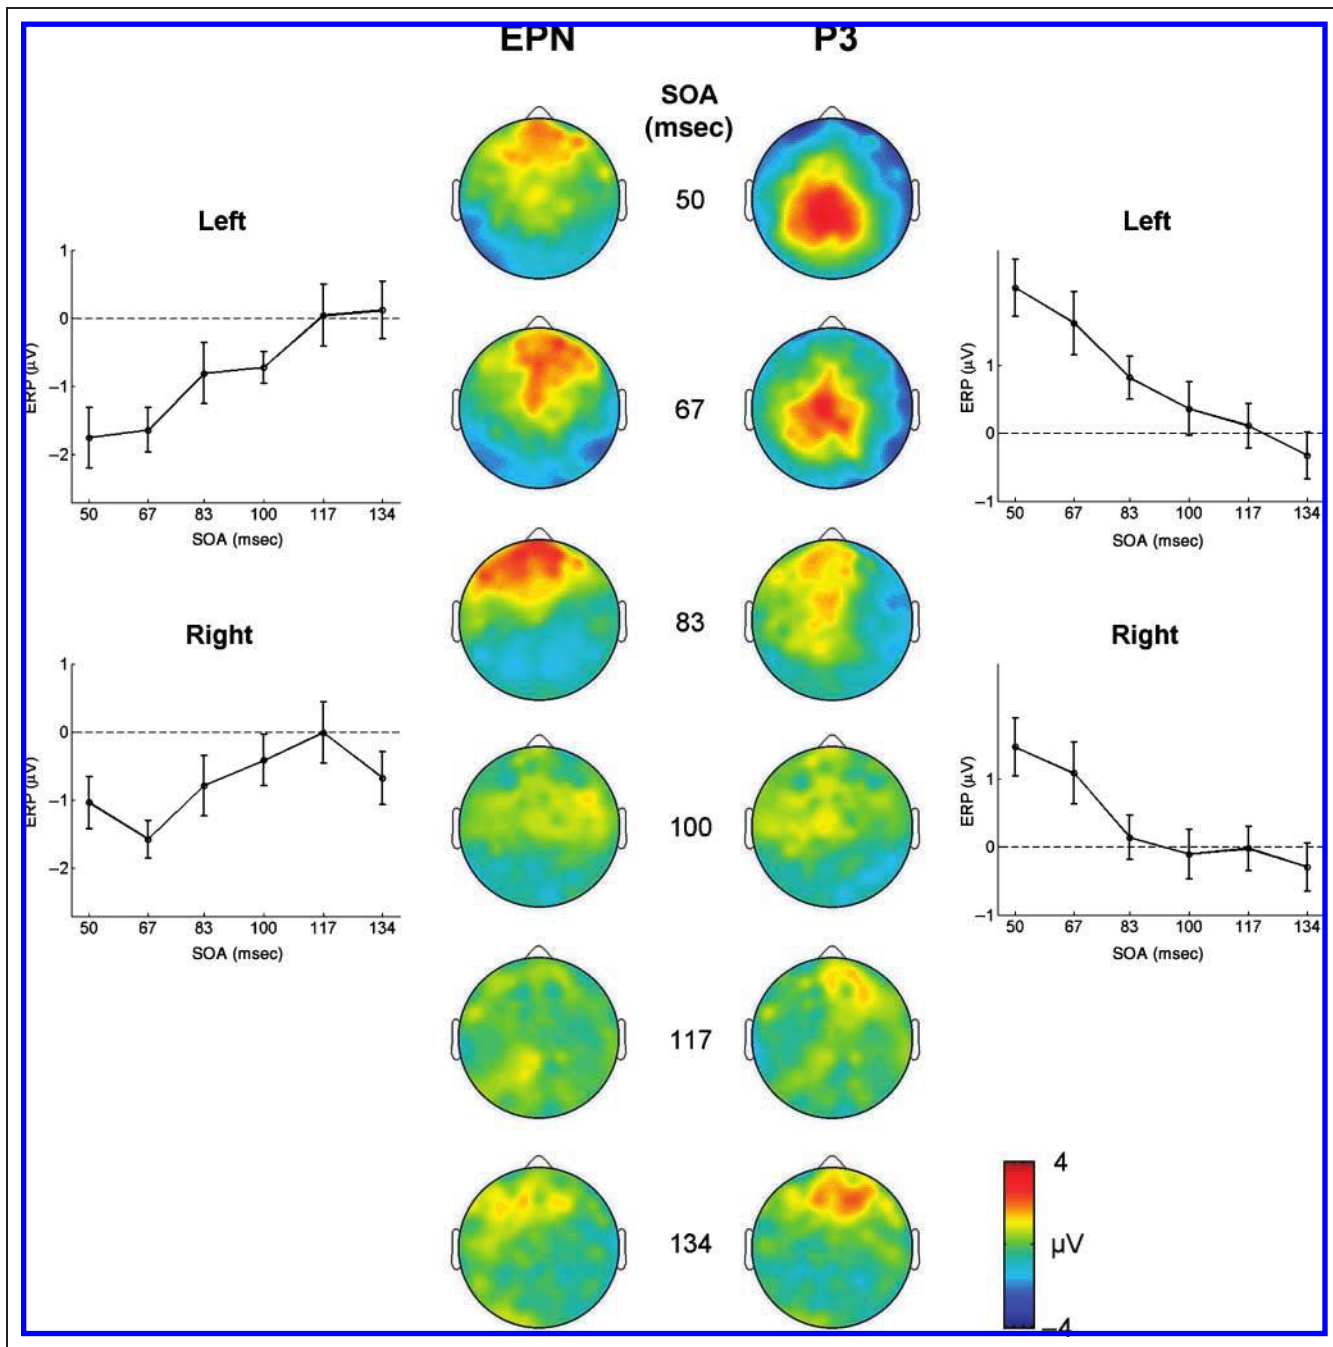 EPN
P3
SOA
(msec)
50
67
83
100
117
134
Left
1
0
−1
−2
ERP (µV)
50 67 83 100 117 134
SOA (msec)
Right
1
0
−1
−2
ERP (µV)
50 67 83 100 117 134
SOA (msec)
Left
1
0
−1
ERP (µV)
50 67 83 100 117 134
SOA (msec)
Right
1
0
−1
ERP (µV)
50 67 83 100 117 134
SOA (msec)
4
µV
−4